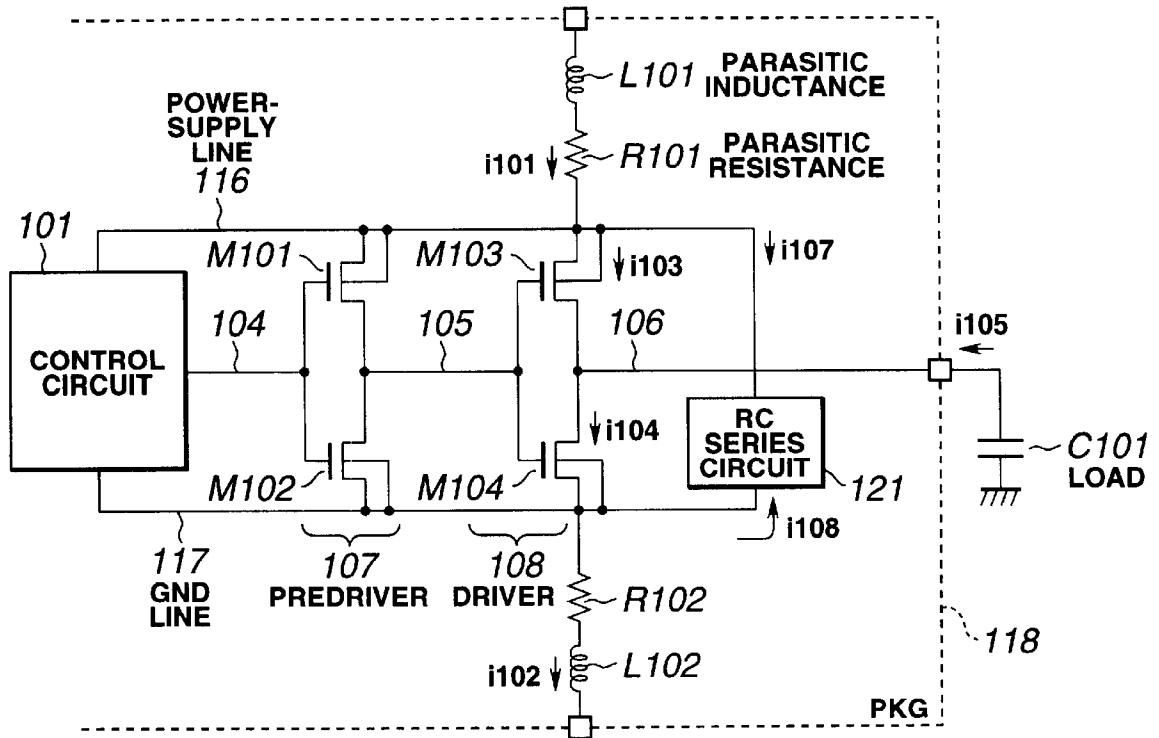 L101 PARASITIC
INDUCTANCE
POWER-
SUPPLY
LINE
116
i101
R101 PARASITIC
RESISTANCE
101
M101
M103
i103
i107
104
105
106
i105
CONTROL
CIRCUIT
RC
SERIES
CIRCUIT
i104
C101
LOAD
M102
M104
121
i108
117
GND
LINE
107
PREDRIVER
108
DRIVER
R102
118
i102
L102
PKG